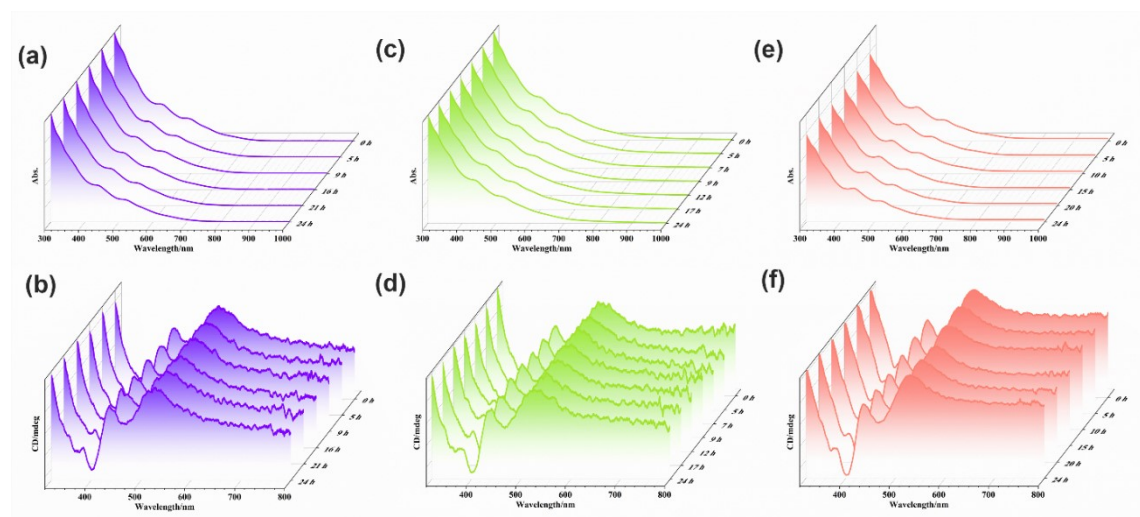 (a)
Abs.
0 h
5 h
9 h
16 h
21 h
24 h
300 400 500 600 700 800 900 1000
Wavelength/nm
(c)
Abs.
0 h
5 h
7 h
9 h
12 h
17 h
24 h
300 400 500 600 700 800 900 1000
Wavelength/nm
(e)
Abs.
0 h
5 h
10 h
15 h
20 h
24 h
300 400 500 600 700 800 900 1000
Wavelength/nm
(b)
CD/mdeg
0 h
5 h
9 h
16 h
21 h
24 h
400 500 600 700 800
Wavelength/nm
(d)
CD/mdeg
0 h
5 h
7 h
9 h
12 h
17 h
24 h
400 500 600 700 800
Wavelength/nm
(f)
CD/mdeg
0 h
5 h
10 h
15 h
20 h
24 h
400 500 600 700 800
Wavelength/nm